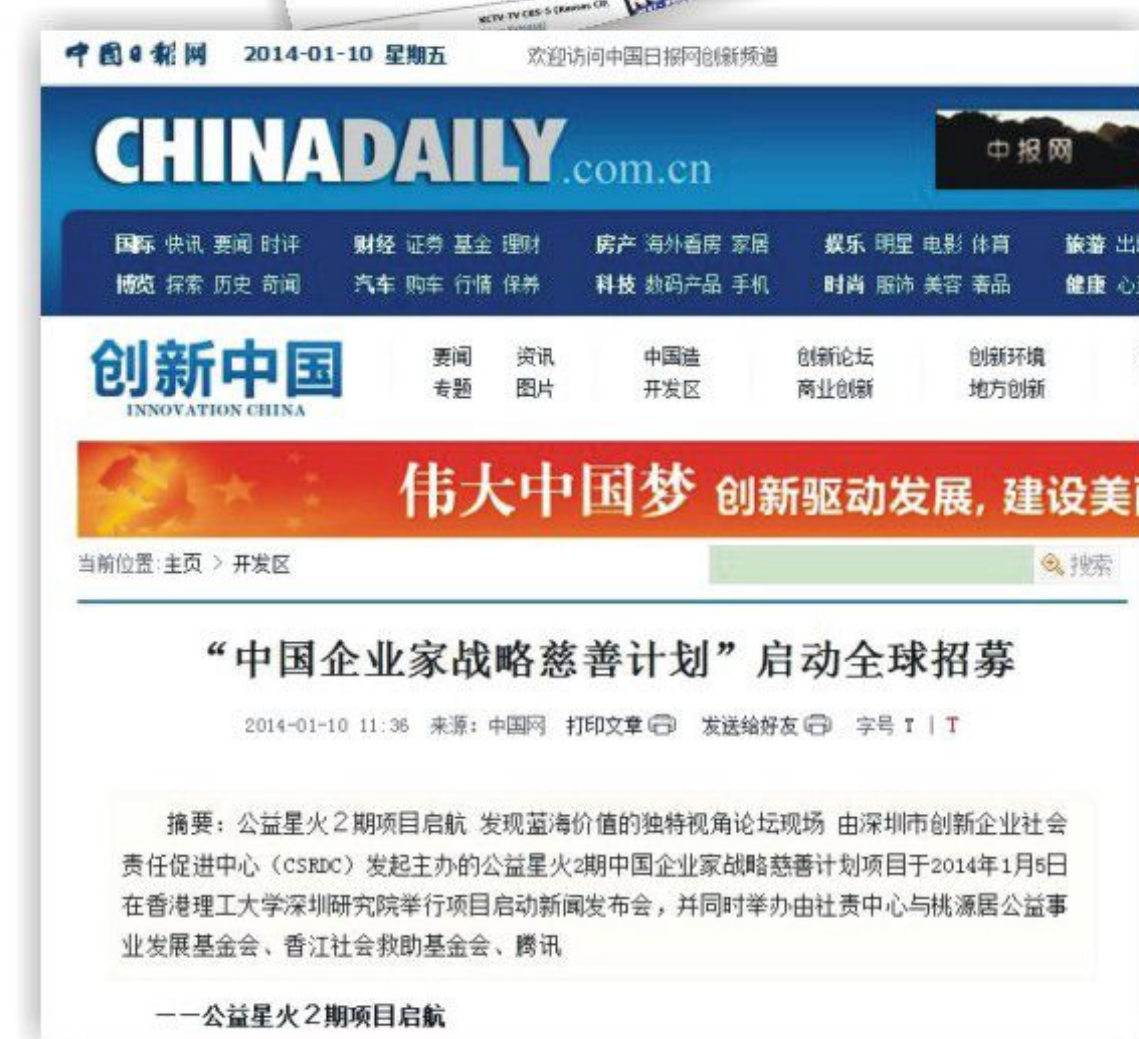 KCTV-TV CBS-5 (Kansas City,
中国日报网 2014-01-10 星期五 欢迎访问中国日报网创新频道
CHINADAILY.com.cn 中报网
国际 快讯 要闻 时评 财经 证券 基金 理财 房产 海外看房 家居 娱乐 明星 电影 体育 旅游
博览 探索 历史 奇闻 汽车 购车 行情 保养 科技 数码产品 手机 时尚 服饰 美容 奢品 健康
创新中国 要闻 资讯 中国造 创新论坛 创新环境
INNOVATION CHINA 专题 图片 开发区 商业创新 地方创新
伟大中国梦 创新驱动发展, 建设美
当前位置:主页 > 开发区 搜索
“中国企业家战略慈善计划”启动全球招募
2014-01-10 11:36 来源: 中国网 打印文章 发送给好友 字号 T | T
摘要: 公益星火2期项目启航 发现蓝海价值的独特视角论坛现场 由深圳市创新企业社会
责任促进中心（CSRDC）发起主办的公益星火2期中国企业家战略慈善计划项目于2014年1月5日
在香港理工大学深圳研究院举行项目启动新闻发布会，并同时举办由社责中心与桃源居公益事
业发展基金会、香江社会救助基金会、腾讯
——公益星火2期项目启航